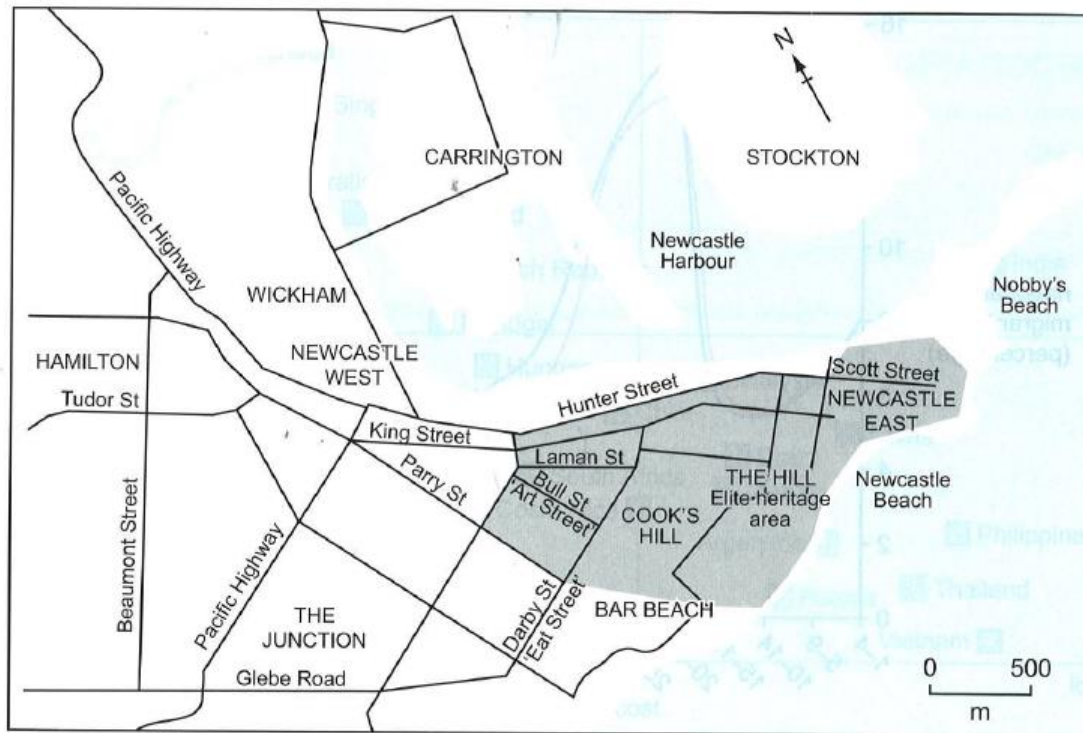 N
CARRINGTON
STOCKTON
Pacific Highway
Newcastle
Harbour
Nobby's
Beach
WICKHAM
HAMILTON
NEWCASTLE
WEST
Scott Street
Hunter Street
NEWCASTLE
EAST
Tudor St
King Street
Laman St
Parry St
Bull St
'Art Street'
THE HILL
Elite-heritage
area
Newcastle
Beach
COOK'S
HILL
Beaumont Street
Pacific Highway
THE
JUNCTION
Darby St
'Eat Street'
BAR BEACH
Glebe Road
0 500
m
Philippine
Thailand